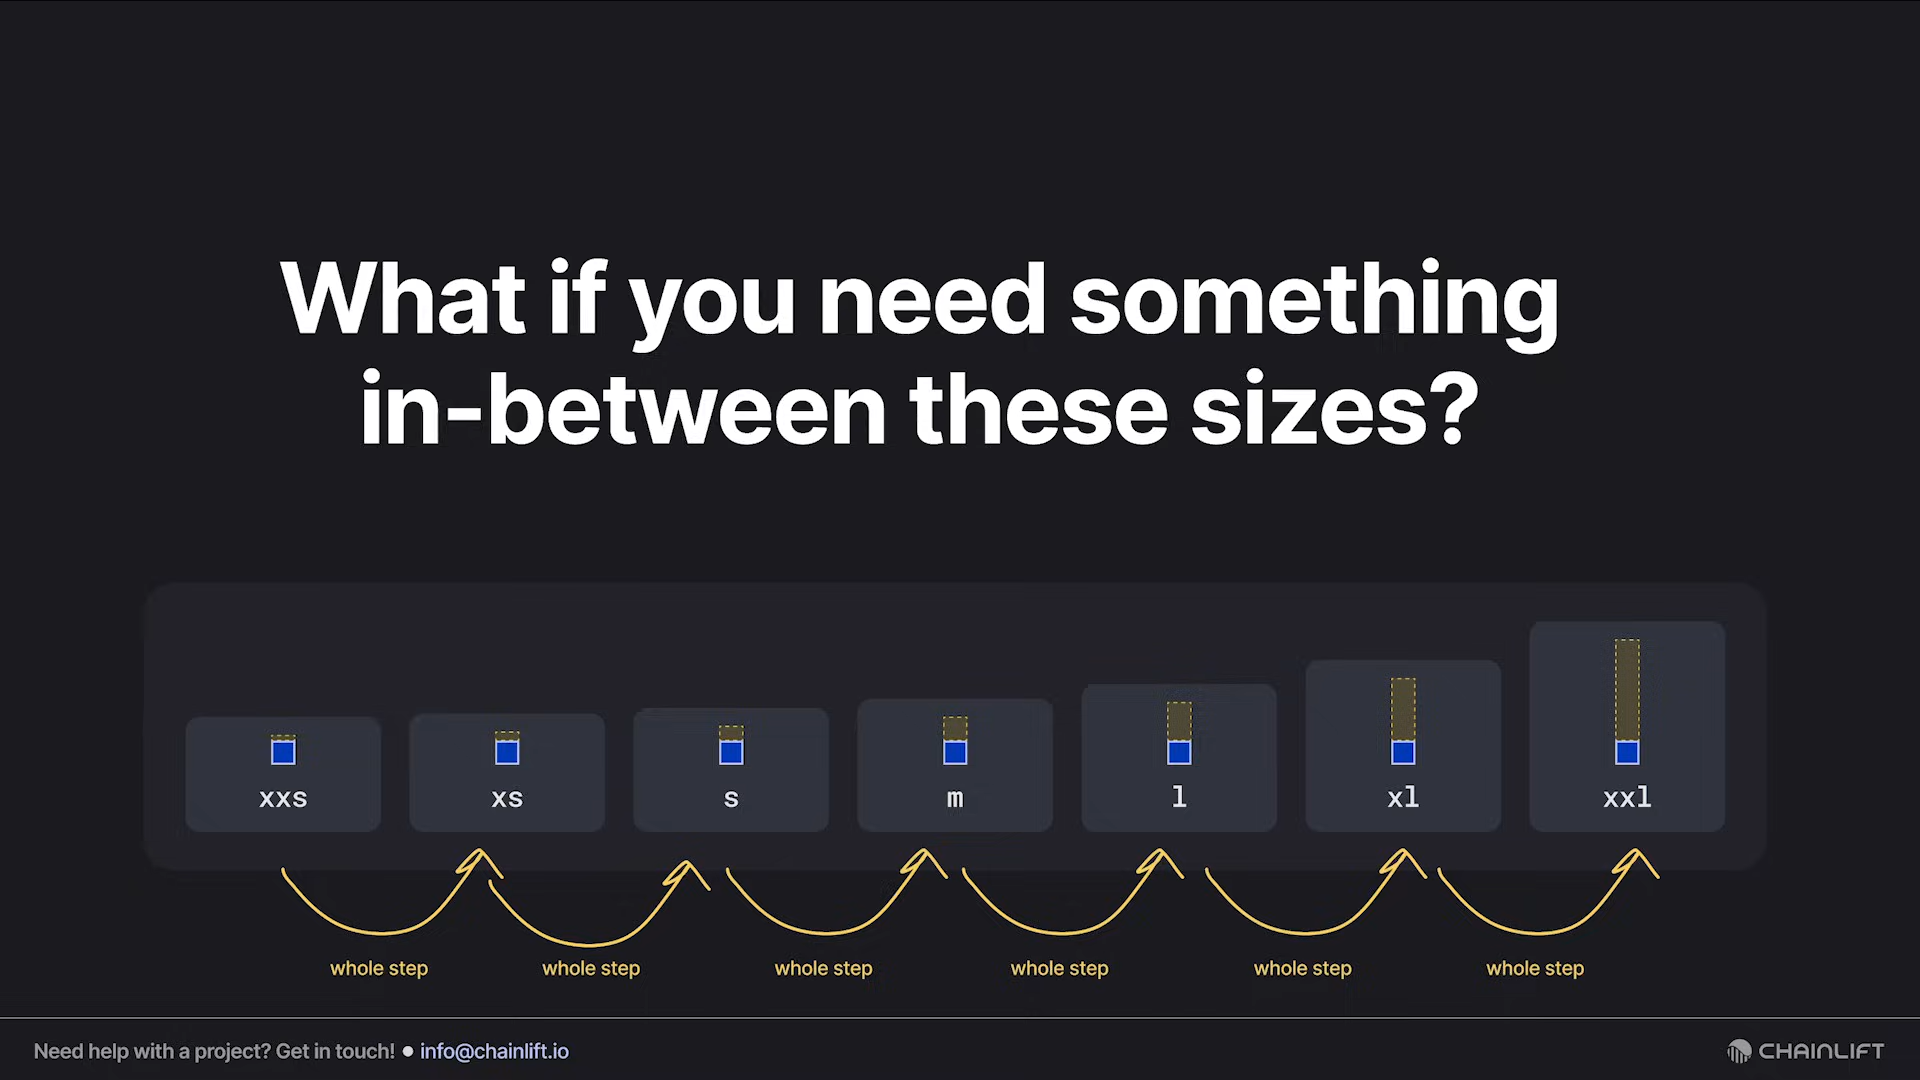 What if you need something
in-between these sizes?
xxs xs s m l xl xxl
whole step whole step whole step whole step whole step whole step
Need help with a project? Get in touch! ● info@chainlift.io
CHAINLIFT